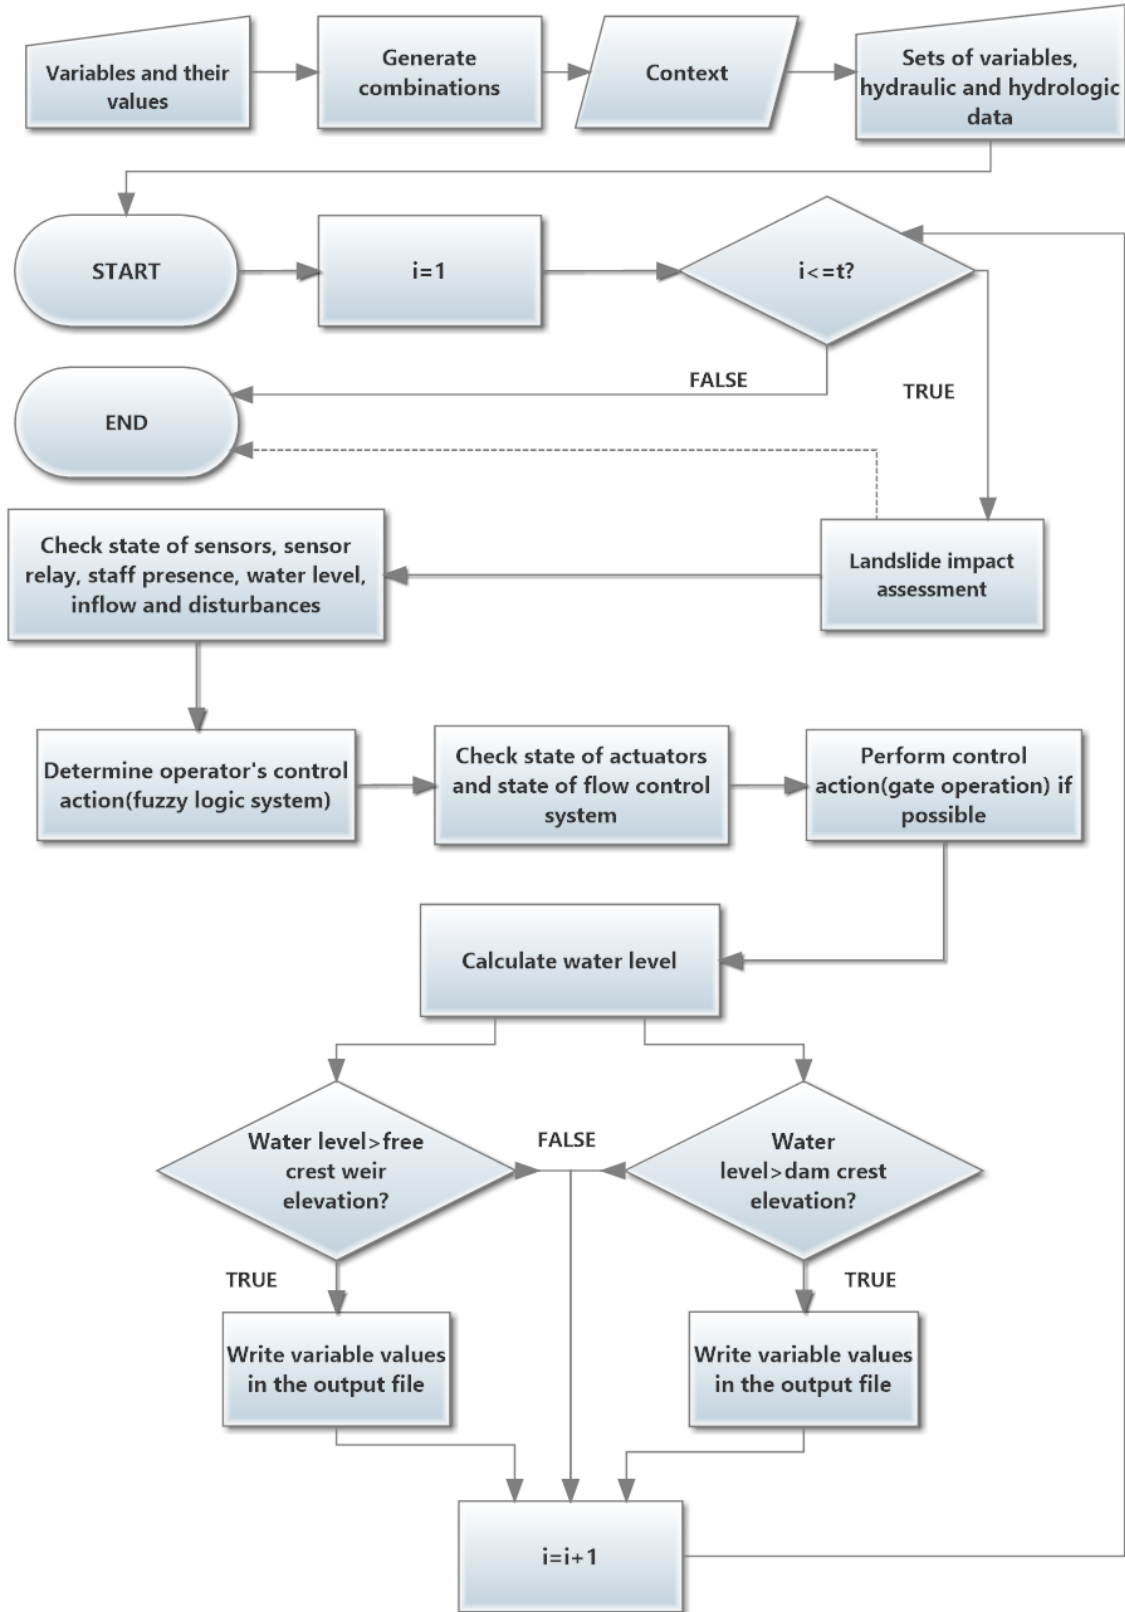 Variables and their
values
Generate
combinations
Context
Sets of variables,
hydraulic and hydrologic
data
START
i=1
i<=t?
FALSE
TRUE
END
Check state of sensors, sensor
relay, staff presence, water level,
inflow and disturbances
Landslide impact
assessment
Determine operator's control
action(fuzzy logic system)
Check state of actuators
and state of flow control
system
Perform control
action(gate operation) if
possible
Calculate water level
Water level>free
crest weir
elevation?
FALSE
Water
level>dam crest
elevation?
TRUE
TRUE
Write variable values
in the output file
Write variable values
in the output file
i=i+1